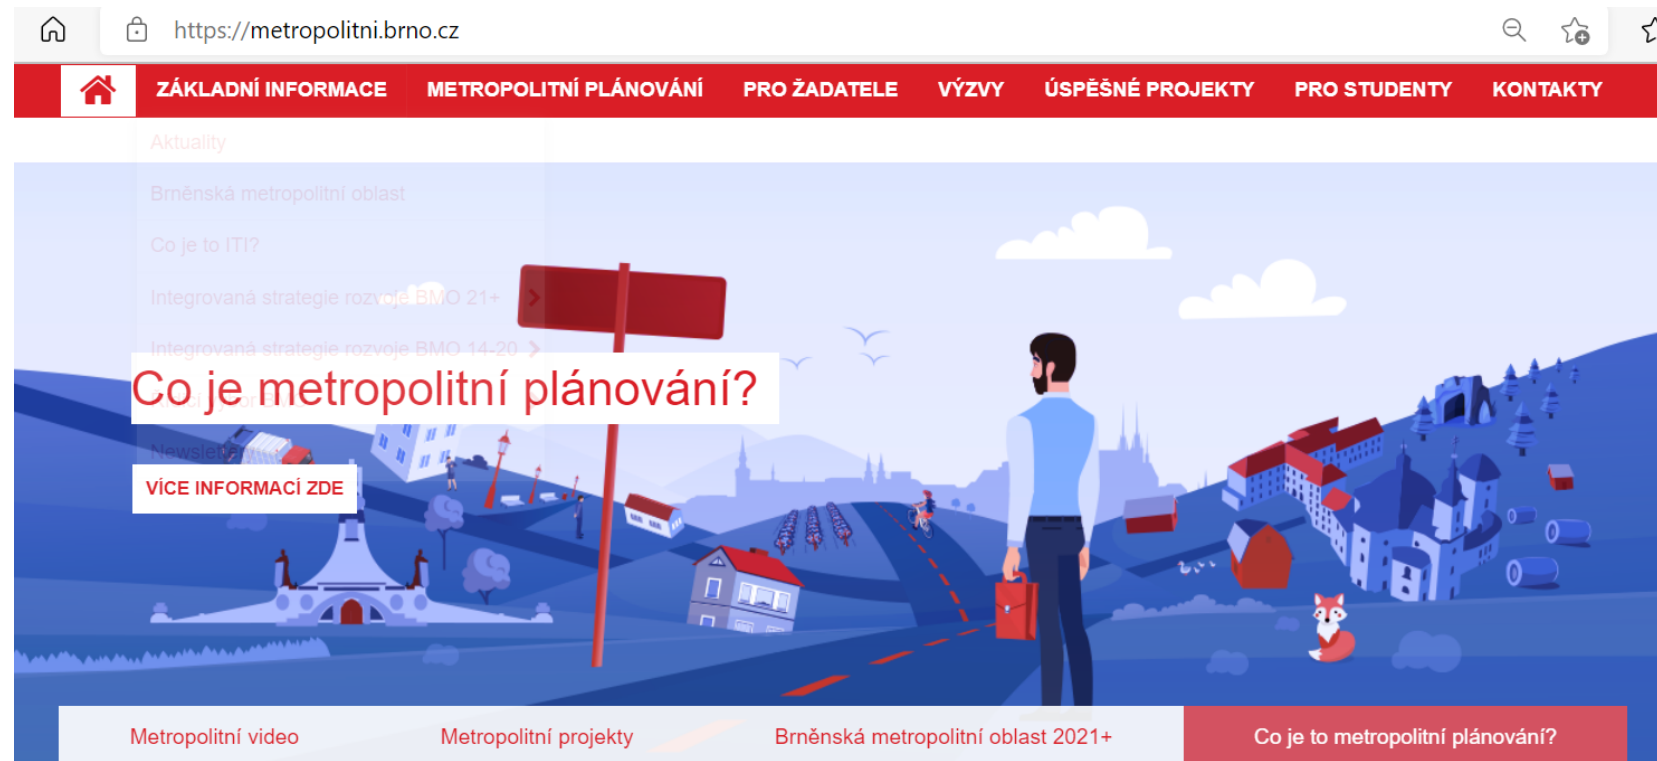 https://metropolitni.brno.cz
ZÁKLADNÍ INFORMACE METROPOLITNÍ PLÁNOVÁNÍ PRO ŽADATELE VÝZVY ÚSPĚŠNÉ PROJEKTY PRO STUDENTY KONTAKTY
Aktuality
Brněnská metropolitní oblast
Co je to ITI?
Integrovaná strategie rozvoje BMO 21+
Integrovaná strategie rozvoje BMO 14-20
Co je metropolitní plánování?
Newsletter
VÍCE INFORMACÍ ZDE
Metropolitní video Metropolitní projekty Brněnská metropolitní oblast 2021+ Co je to metropolitní plánování?